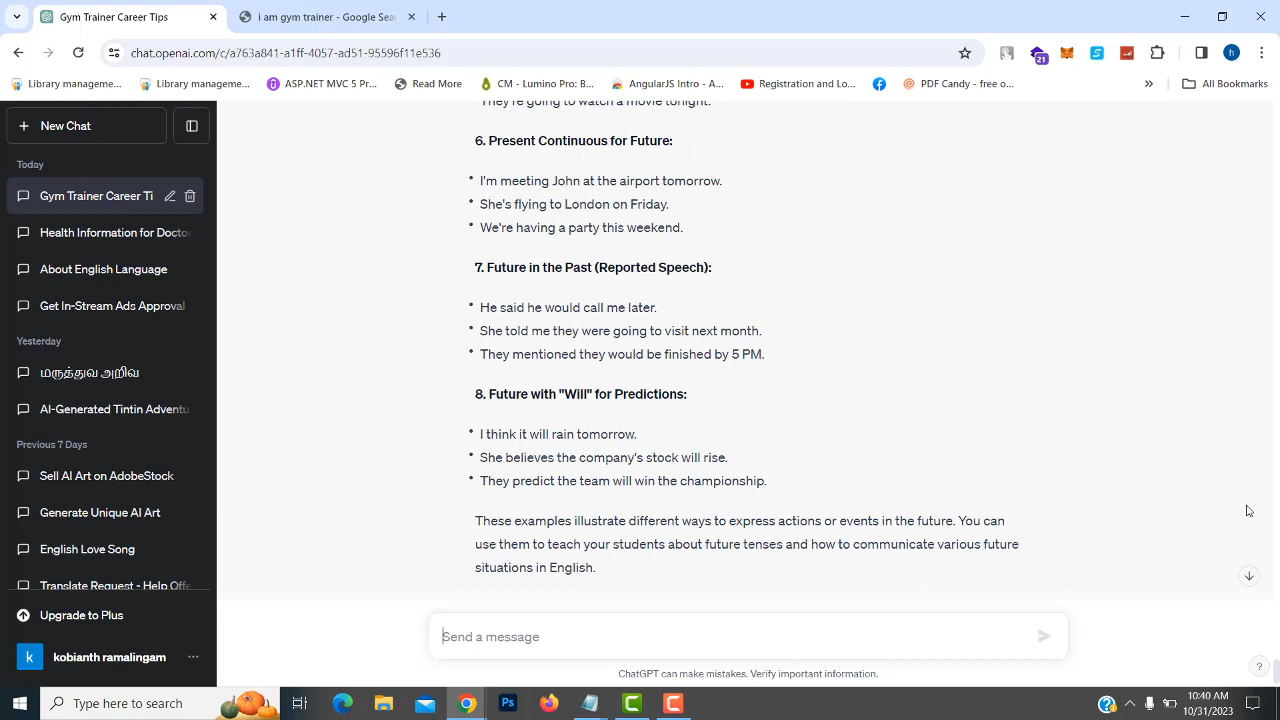 Gym Trainer Career Tips
I am gym trainer - Google Sear
chat.openai.com/c/a763a841-a1ff-4057-ad51-95596f11e536
21
h
Library manageme...
Library manageme...
ASP.NET MVC 5 Pr...
Read More
CM - Lumino Pro: B...
AngularJS Intro - A...
Registration and Lo...
PDF Candy - free o...
»
All Bookmarks
New Chat
Today
Gym Trainer Career Ti
Health Information for Docto
About English Language
Get In-Stream Ads Approval
Yesterday
மருத்துவ அறிவு
AI-Generated Tintin Adventu
Previous 7 Days
Sell AI Art on AdobeStock
Generate Unique AI Art
English Love Song
Training Resource - Help Offe
Upgrade to Plus
k
kobianth ramalingam
They're going to watch a movie tonight.
6. Present Continuous for Future:
• I'm meeting John at the airport tomorrow.
• She's flying to London on Friday.
• We're having a party this weekend.
7. Future in the Past (Reported Speech):
• He said he would call me later.
• She told me they were going to visit next month.
• They mentioned they would be finished by 5 PM.
8. Future with "Will" for Predictions:
• I think it will rain tomorrow.
• She believes the company's stock will rise.
• They predict the team will win the championship.
These examples illustrate different ways to express actions or events in the future. You can
use them to teach your students about future tenses and how to communicate various future
situations in English.
Send a message
ChatGPT can make mistakes. Verify important information.
?
Type here to search
Ps
10:40 AM
10/31/2023